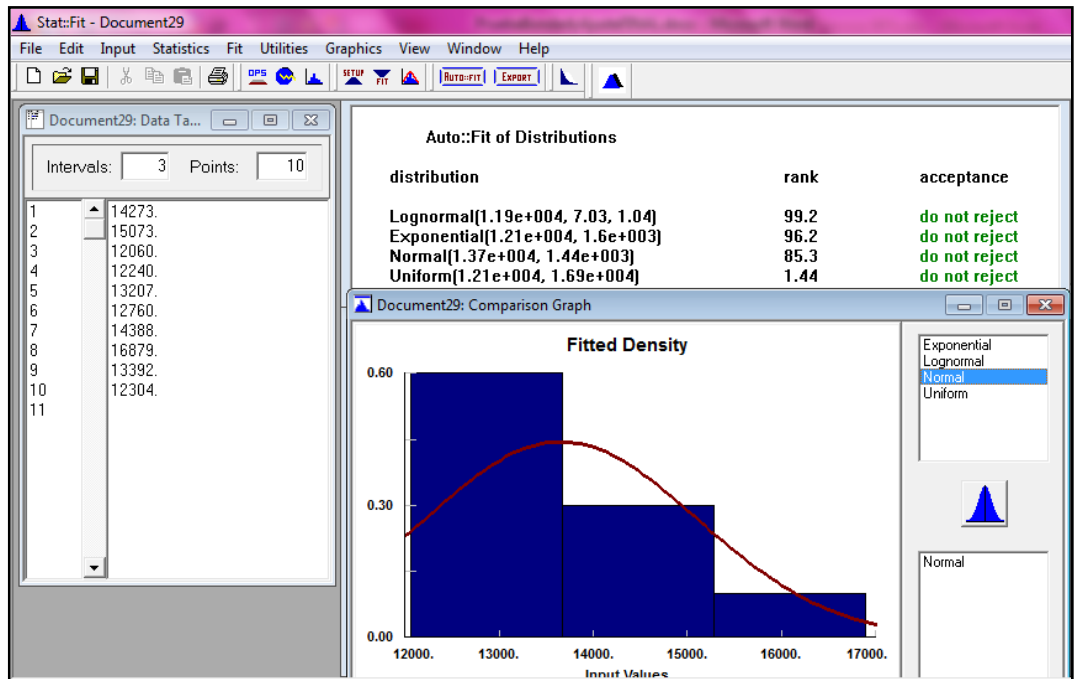 Stat::Fit - Document29
File Edit Input Statistics Fit Utilities Graphics View Window Help
OPS SETUP FIT AUTO::FIT EXPORT
Document29: Data Ta...
Intervals: 3 Points: 10
1 14273.
2 15073.
3 12060.
4 12240.
5 13207.
6 12760.
7 14388.
8 16879.
9 13392.
10 12304.
11
Auto::Fit of Distributions
distribution rank acceptance
Lognormal(1.19e+004, 7.03, 1.04) 99.2 do not reject
Exponential(1.21e+004, 1.6e+003) 96.2 do not reject
Normal(1.37e+004, 1.44e+003) 85.3 do not reject
Uniform(1.21e+004, 1.69e+004) 1.44 do not reject
Document29: Comparison Graph
Fitted Density
0.60
0.30
0.00
12000. 13000. 14000. 15000. 16000. 17000.
Input Values
Exponential
Lognormal
Normal
Uniform
Normal